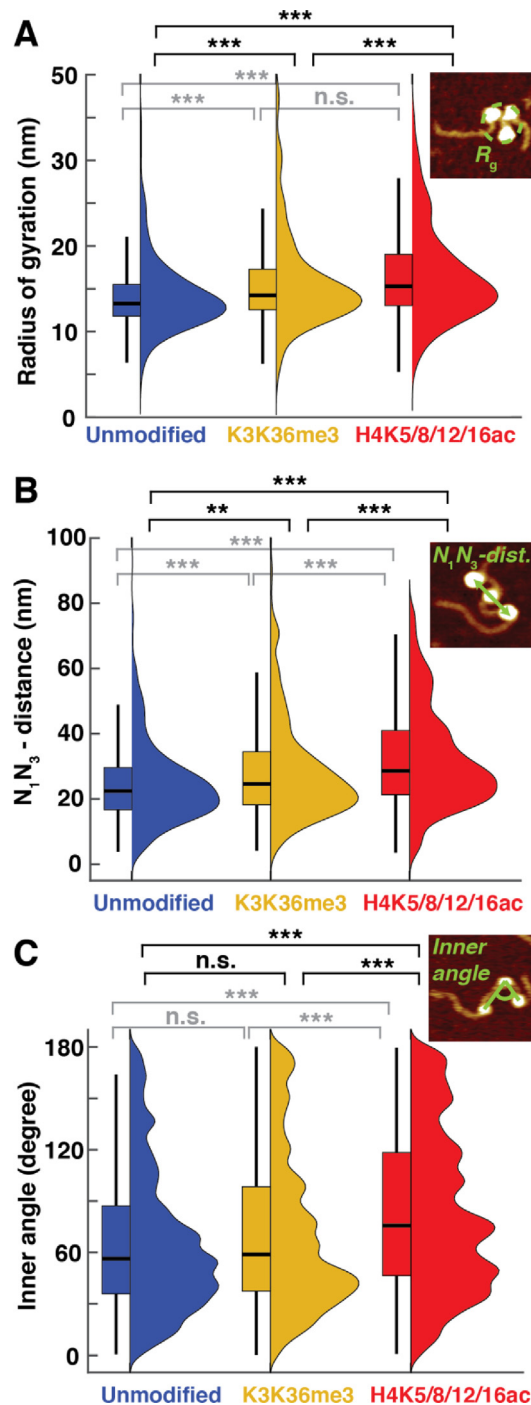 A
***
***
***
***
***
n.s.
Radius of gyration (nm)
50
30
20
10
0
Rg
Unmodified
K3K36me3
H4K5/8/12/16ac
B
***
**
***
***
***
***
N1N3 - distance (nm)
100
80
60
40
20
0
N1N3-dist.
Unmodified
K3K36me3
H4K5/8/12/16ac
C
***
n.s.
***
***
n.s.
***
Inner angle (degree)
180
120
60
0
Inner
angle
Unmodified
K3K36me3
H4K5/8/12/16ac